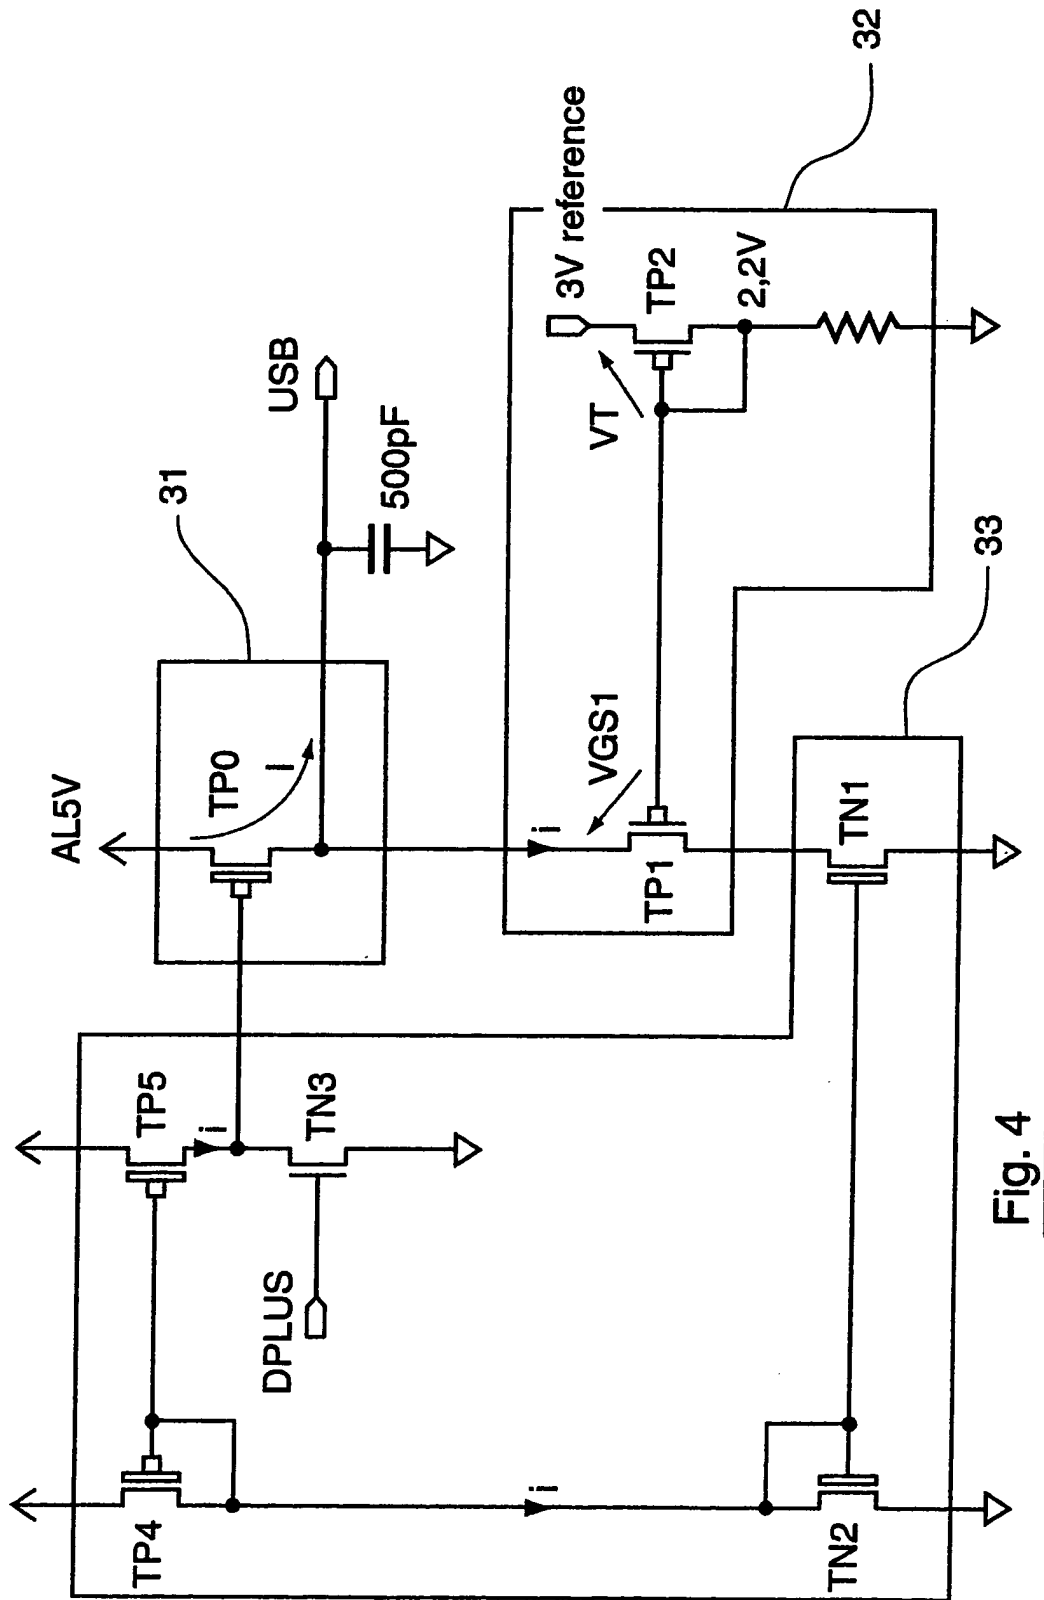 AL5V
31
TP0
I
USB
500pF
TP5
i
TN3
DPLUS
TP4
i
TN2
i
VGS1
TP1
TN1
33
VT
3V reference
TP2
2,2V
32
Fig. 4